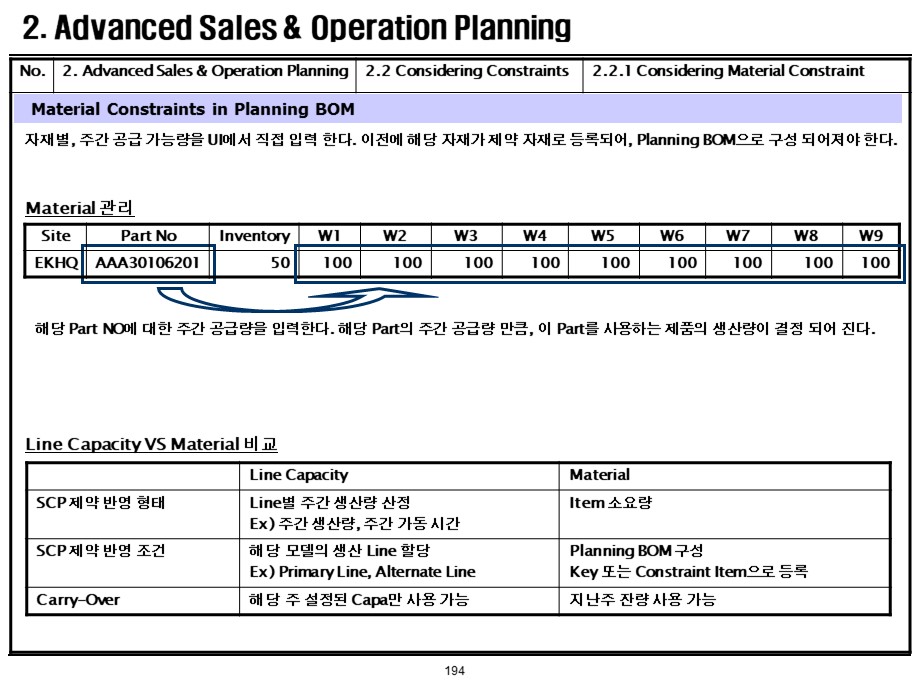 2. Advanced Sales & Operation Planning
No. 2. Advanced Sales & Operation Planning 2.2 Considering Constraints 2.2.1 Considering Material Constraint
Material Constraints in Planning BOM
자재별, 주간 공급 가능량을 UI에서 직접 입력 한다. 이전에 해당 자재가 제약 자재로 등록되어, Planning BOM으로 구성 되어져야 한다.
Material 관리
Site Part No Inventory W1 W2 W3 W4 W5 W6 W7 W8 W9
EKHQ AAA30106201 50 100 100 100 100 100 100 100 100 100
해당 Part NO에 대한 주간 공급량을 입력한다. 해당 Part의 주간 공급량 만큼, 이 Part를 사용하는 제품의 생산량이 결정 되어 진다.
Line Capacity VS Material 비교
Line Capacity Material
SCP 제약 반영 형태 Line별 주간 생산량 산정 Item 소요량
Ex) 주간 생산량, 주간 가동 시간
SCP 제약 반영 조건 해당 모델의 생산 Line 할당 Planning BOM 구성
Ex) Primary Line, Alternate Line Key 또는 Constraint Item으로 등록
Carry-Over 해당 주 설정된 Capa만 사용 가능 지난주 잔량 사용 가능
194